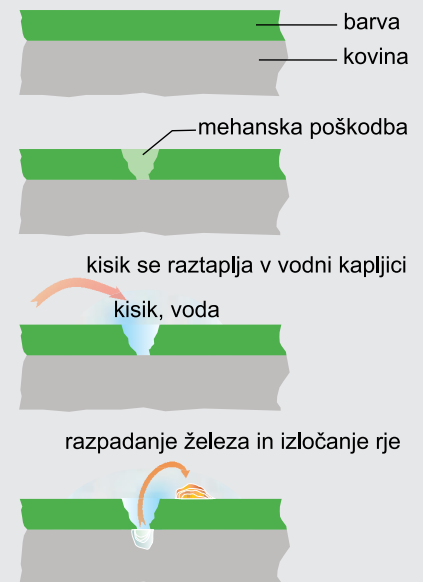 barva
kovina
mehanska poškodba
kisik se raztaplja v vodni kapljici
kisik, voda
razpadanje železa in izločanje rje